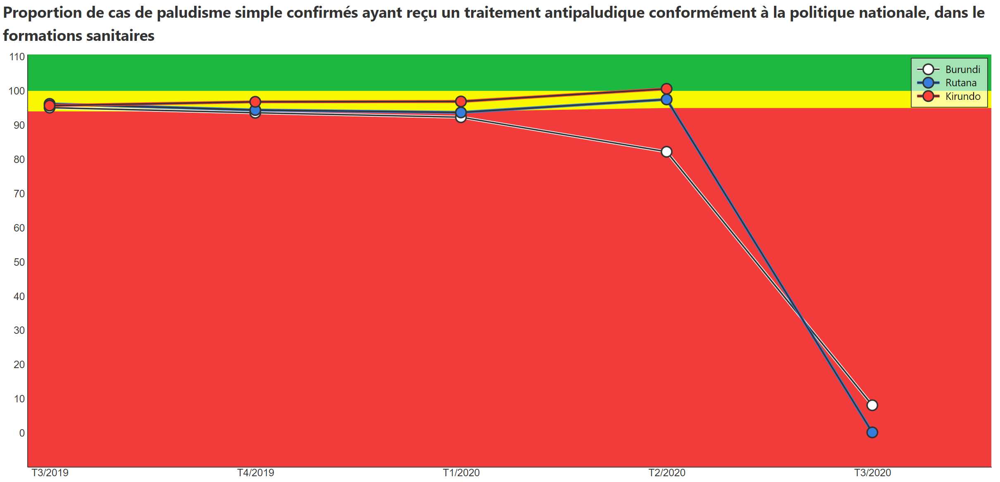 Proportion de cas de paludisme simple confirmés ayant reçu un traitement antipaludique conformément à la politique nationale, dans le
formations sanitaires
110
100
90
80
70
60
50
40
30
20
10
0
Burundi
Rutana
Kirundo
T3/2019
T4/2019
T1/2020
T2/2020
T3/2020